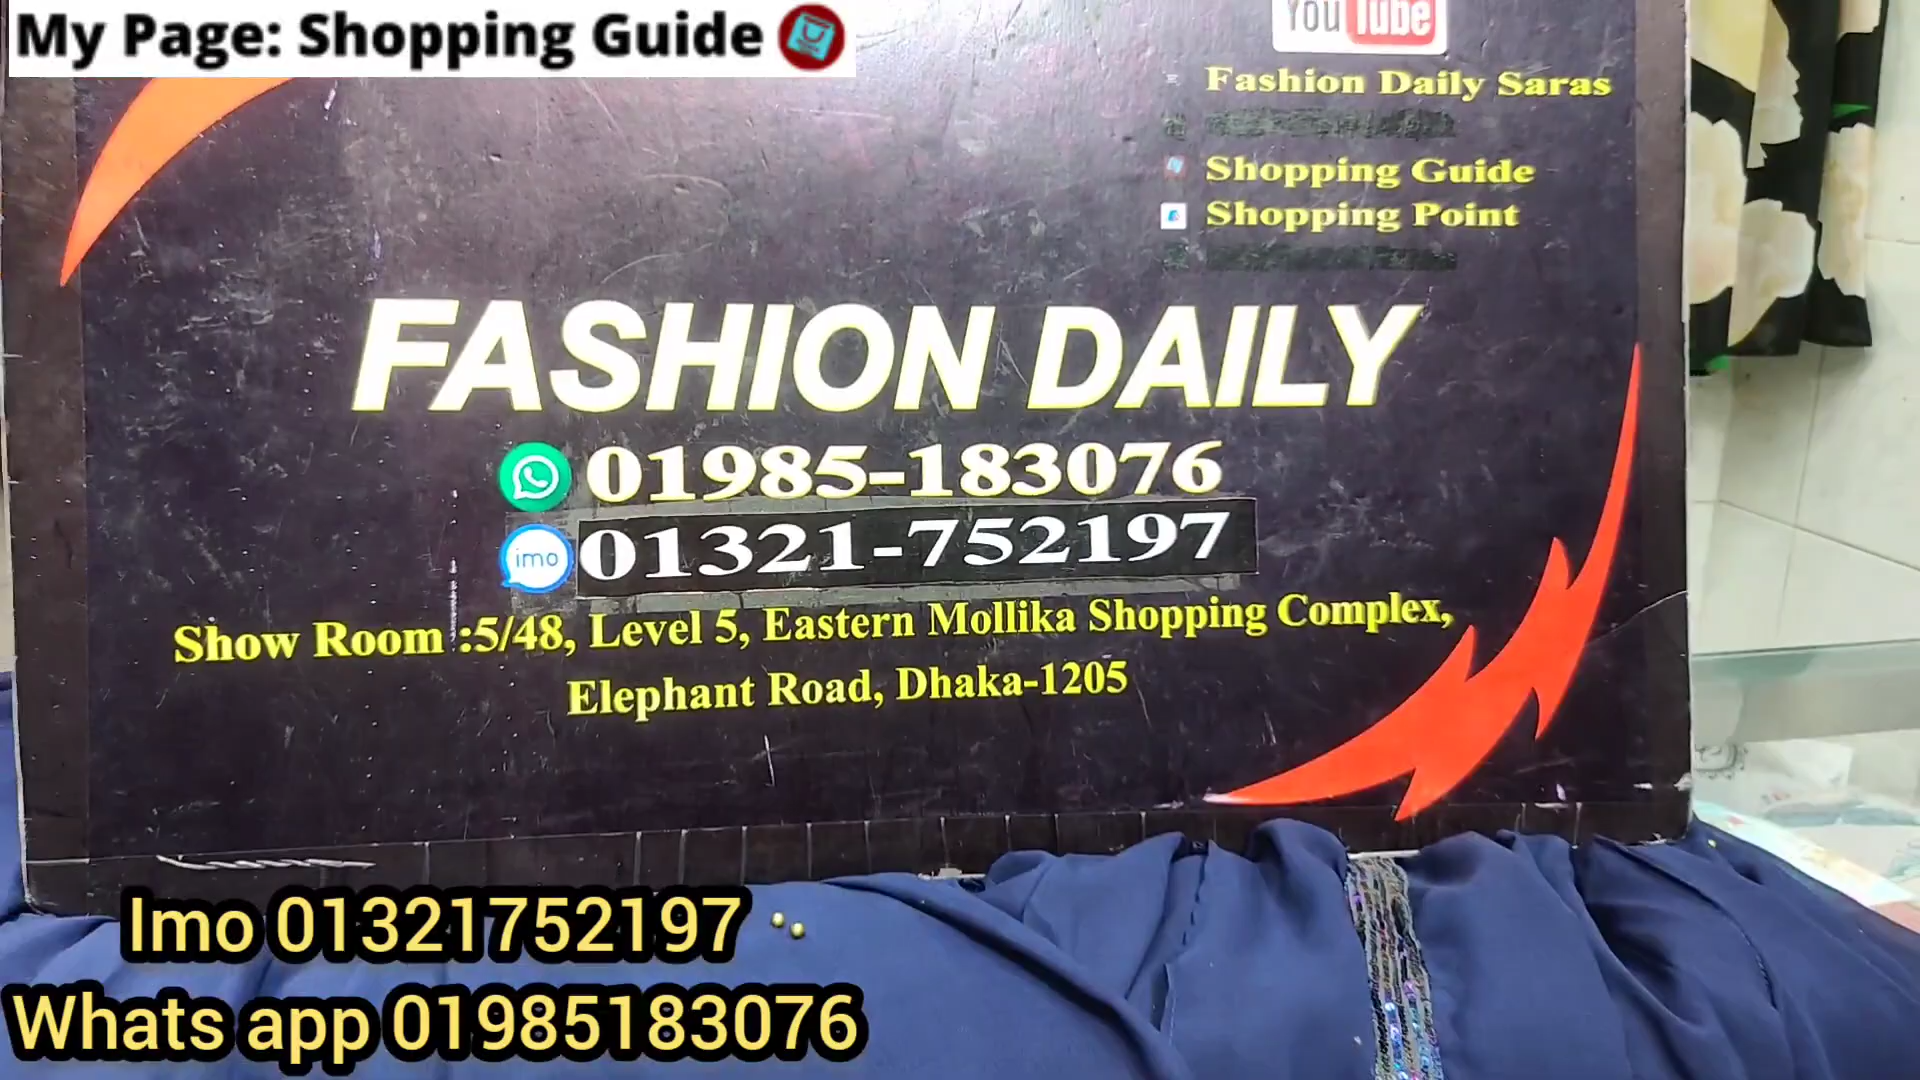 My Page: Shopping Guide
YouTube
Fashion Daily Saras
Shopping Guide
Shopping Point
FASHION DAILY
01985-183076
imo 01321-752197
Show Room :5/48, Level 5, Eastern Mollika Shopping Complex,
Elephant Road, Dhaka-1205
Imo 01321752197
Whats app 01985183076